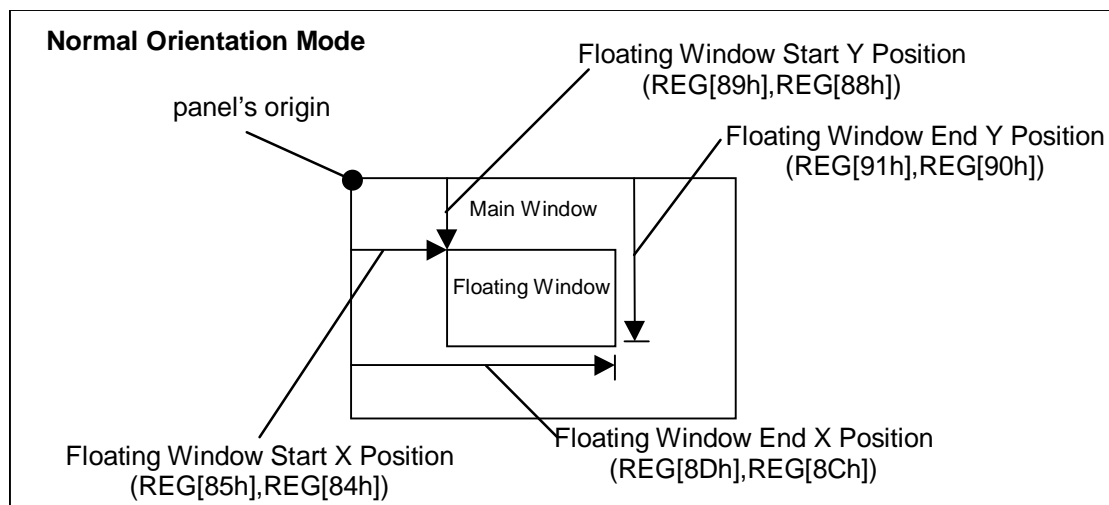 Normal Orientation Mode
Floating Window Start Y Position
(REG[89h],REG[88h])
panel's origin
Floating Window End Y Position
(REG[91h],REG[90h])
Main Window
Floating Window
Floating Window Start X Position
(REG[85h],REG[84h])
Floating Window End X Position
(REG[8Dh],REG[8Ch])